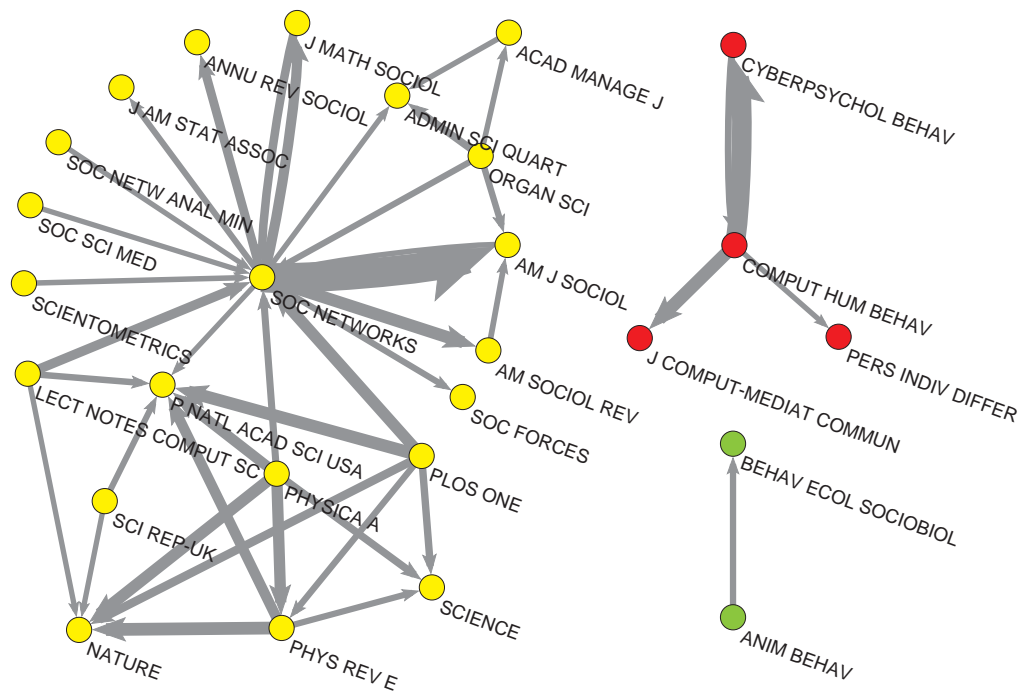 J MATH SOCIOL
ACAD MANAGE J
ANNU REV SOCIOL
CYBERPSYCHOL BEHAV
J AM STAT ASSOC
ADMIN SCI QUART
SOC NETW ANAL MIN
ORGAN SCI
SOC SCI MED
AM J SOCIOL
COMPUT HUM BEHAV
SOC NETWORKS
SCIENTOMETRICS
AM SOCIOL REV
J COMPUT-MEDIAT COMMUN
PERS INDIV DIFFER
LECT NOTES COMPUT SC
P NATL ACAD SCI USA
SOC FORCES
BEHAV ECOL SOCIOBIOL
PLOS ONE
PHYSICA A
SCI REP-UK
SCIENCE
NATURE
PHYS REV E
ANIM BEHAV